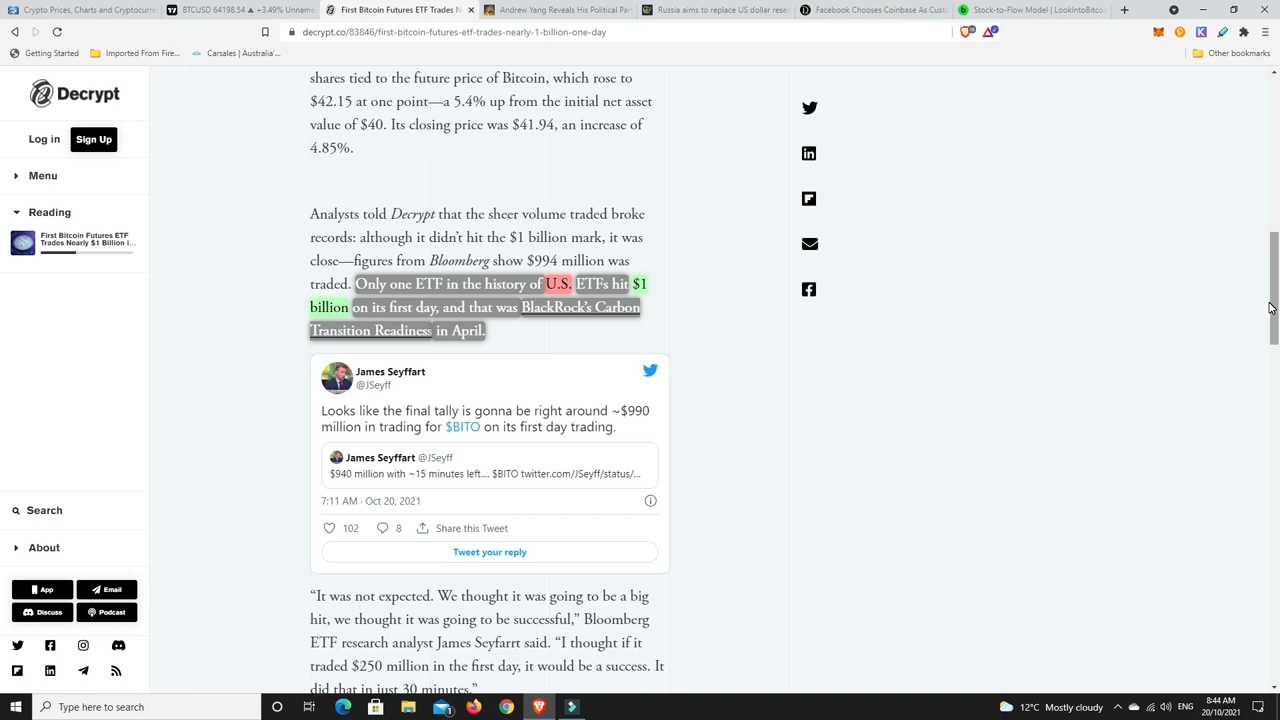 Crypto Prices, Charts and Cryptocurre
BTCUSD 64198.54 ▲ +3.49% Unname
First Bitcoin Futures ETF Trades N
Andrew Yang Reveals His Political Par
Russia aims to replace US dollar rese
Facebook Chooses Coinbase As Cust
Stock-to-Flow Model | LookIntoBitco
decrypt.co/83846/first-bitcoin-futures-etf-trades-nearly-1-billion-one-day
Getting Started
Imported From Fire...
Carsales | Australia'...
Other bookmarks
Decrypt
Log in
Sign Up
Menu
Reading
First Bitcoin Futures ETF
Trades Nearly $1 Billion i...
Search
About
App
Email
Discuss
Podcast
shares tied to the future price of Bitcoin, which rose to
$42.15 at one point—a 5.4% up from the initial net asset
value of $40. Its closing price was $41.94, an increase of
4.85%.
Analysts told Decrypt that the sheer volume traded broke
records: although it didn't hit the $1 billion mark, it was
close—figures from Bloomberg show $994 million was
traded. Only one ETF in the history of U.S. ETFs hit $1
billion on its first day, and that was BlackRock's Carbon
Transition Readiness in April.
James Seyffart
@JSeyff
Looks like the final tally is gonna be right around ~$990
million in trading for $BITO on its first day trading.
James Seyffart @JSeyff
$940 million with ~15 minutes left.... $BITO twitter.com/JSeyff/status/...
7:11 AM · Oct 20, 2021
102
8
Share this Tweet
Tweet your reply
“It was not expected. We thought it was going to be a big
hit, we thought it was going to be successful,” Bloomberg
ETF research analyst James Seyfarrt said. “I thought if it
traded $250 million in the first day, it would be a success. It
did that in just 30 minutes.”
Type here to search
12°C Mostly cloudy
8:44 AM
20/10/2021